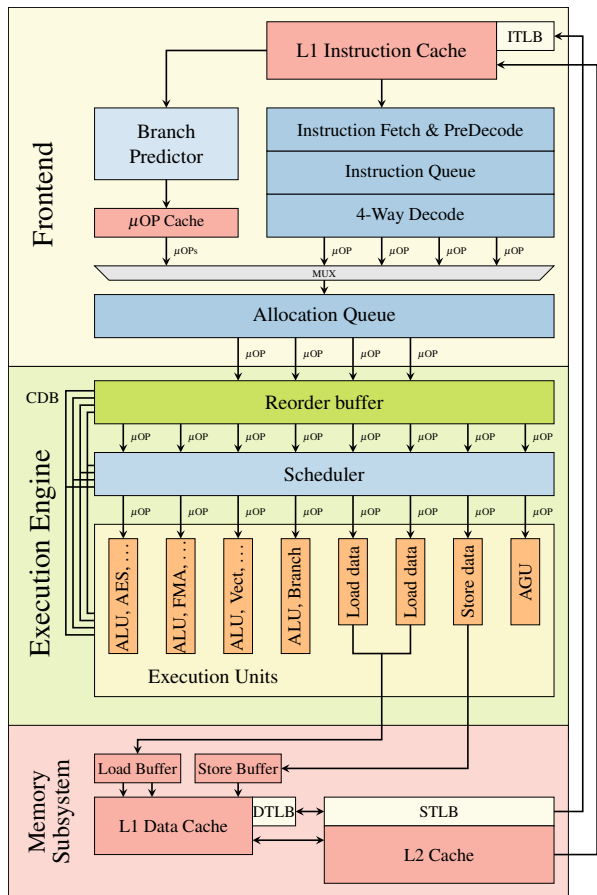 L1 Instruction Cache
ITLB
Frontend
Branch
Predictor
Instruction Fetch & PreDecode
Instruction Queue
4-Way Decode
µOP Cache
µOPs
µOP µOP µOP µOP
MUX
Allocation Queue
µOP µOP µOP µOP
Execution Engine
CDB
Reorder buffer
µOP µOP µOP µOP µOP µOP µOP µOP
Scheduler
µOP µOP µOP µOP µOP µOP µOP µOP
ALU, AES, …
ALU, FMA, …
ALU, Vect, …
ALU, Branch
Load data
Load data
Store data
AGU
Execution Units
Memory
Subsystem
Load Buffer
Store Buffer
L1 Data Cache
DTLB
STLB
L2 Cache